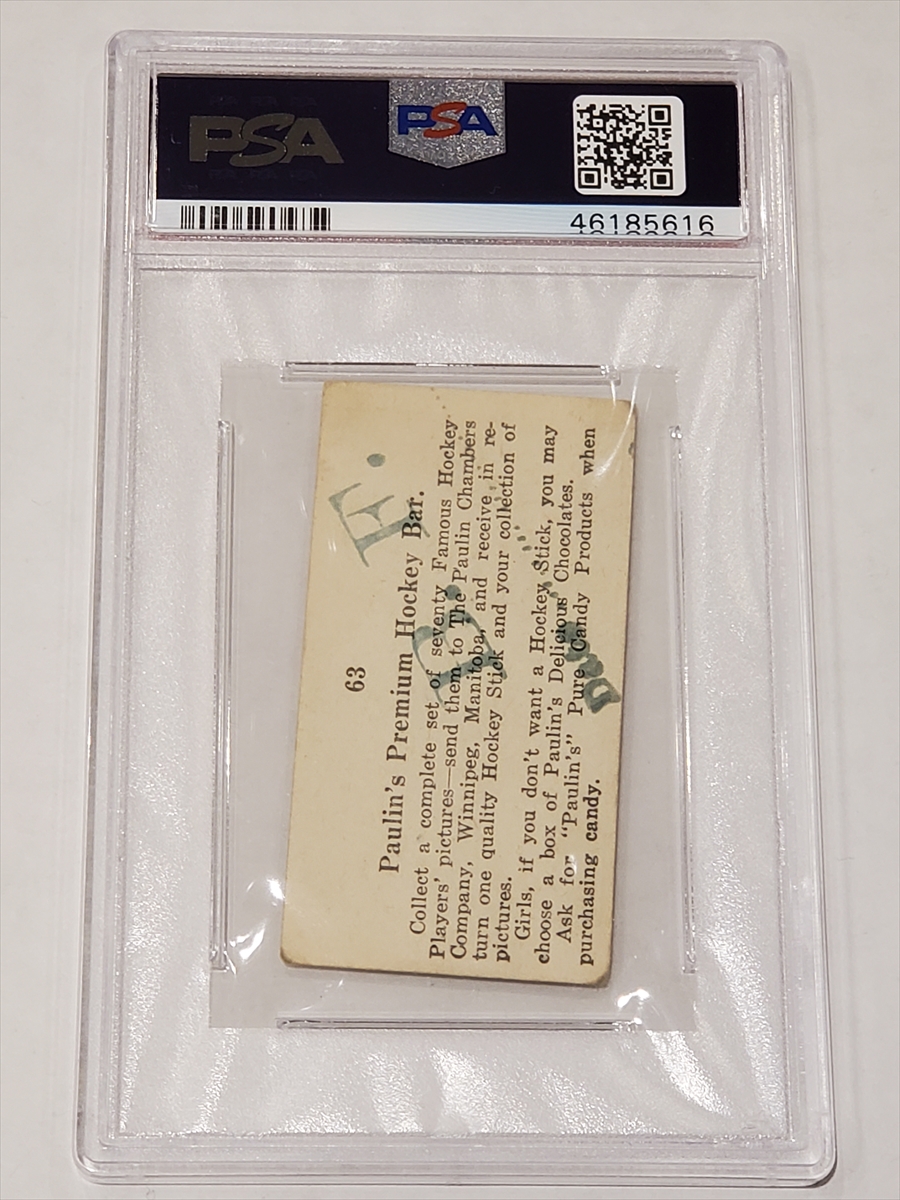 PSA
PSA
46185616
63
Paulin's Premium Hockey Bar.
Collect a complete set of seventy Famous Hockey
Players' pictures—send them to The Paulin Chambers
Company, Winnipeg, Manitoba, and receive in re-
turn one quality Hockey Stick and your collection of
pictures.
Girls, if you don't want a Hockey Stick, you may
choose a box of Paulin's Delicious Chocolates.
Ask for "Paulin's" Pure Candy Products when
purchasing candy.